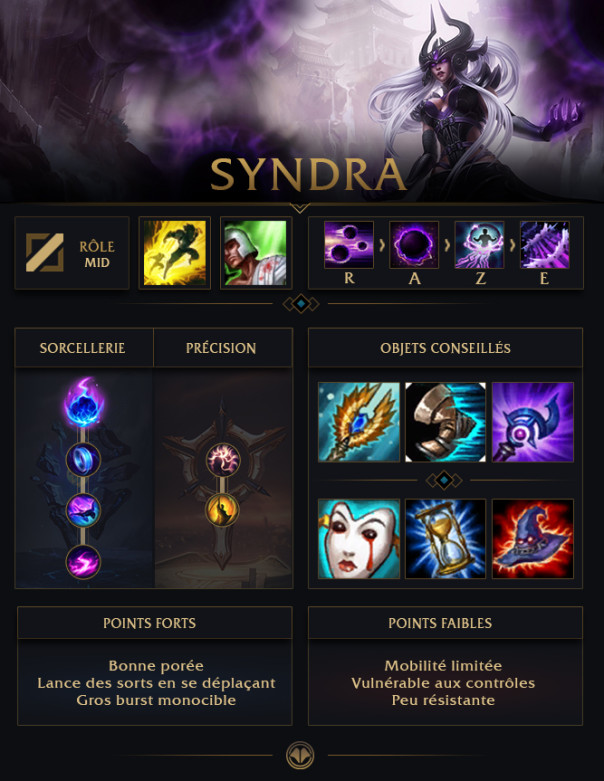 SYNDRA
RÔLE
MID
R A Z E
SORCELLERIE
PRÉCISION
OBJETS CONSEILLÉS
POINTS FORTS
Bonne porée
Lance des sorts en se déplaçant
Gros burst monocible
POINTS FAIBLES
Mobilité limitée
Vulnérable aux contrôles
Peu résistante